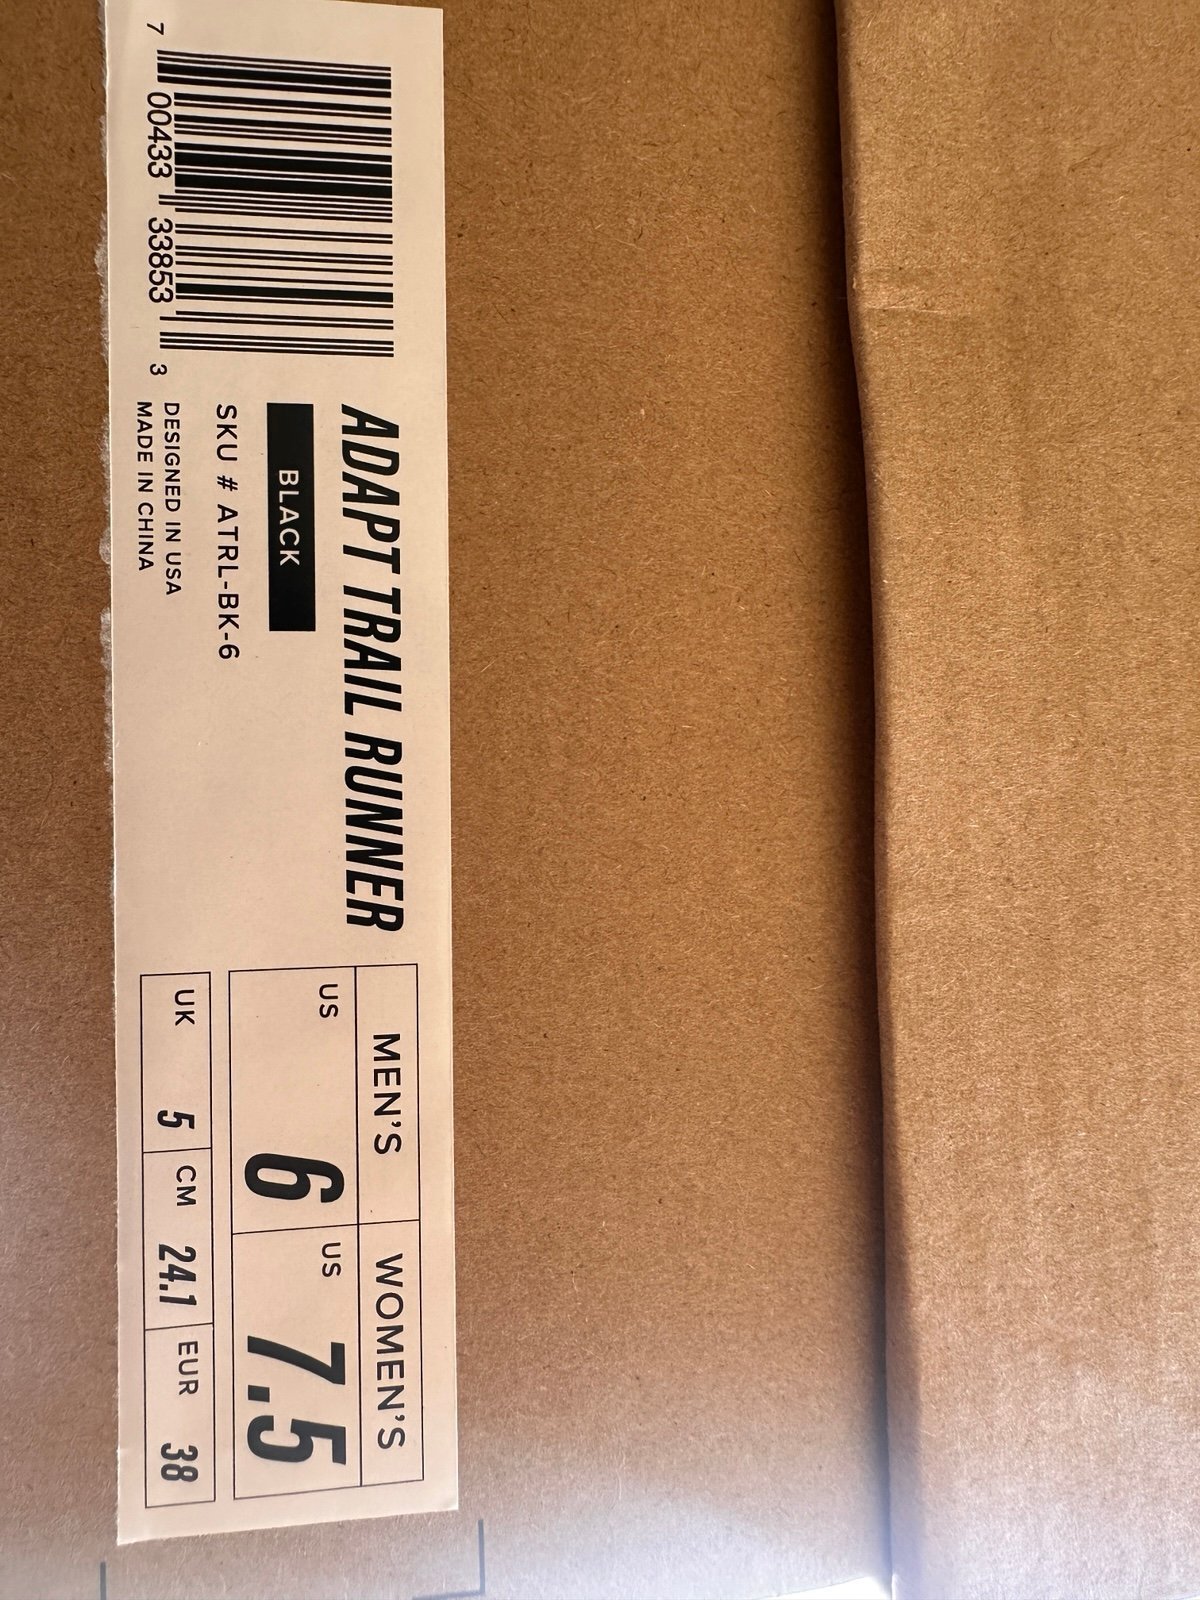 7 00433 33853 3
ADAPT TRAIL RUNNER
BLACK
SKU # ATRL-BK-6
DESIGNED IN USA
MADE IN CHINA
MEN'S WOMEN'S
US 6 US 7.5
UK 5 CM 24.1 EUR 38